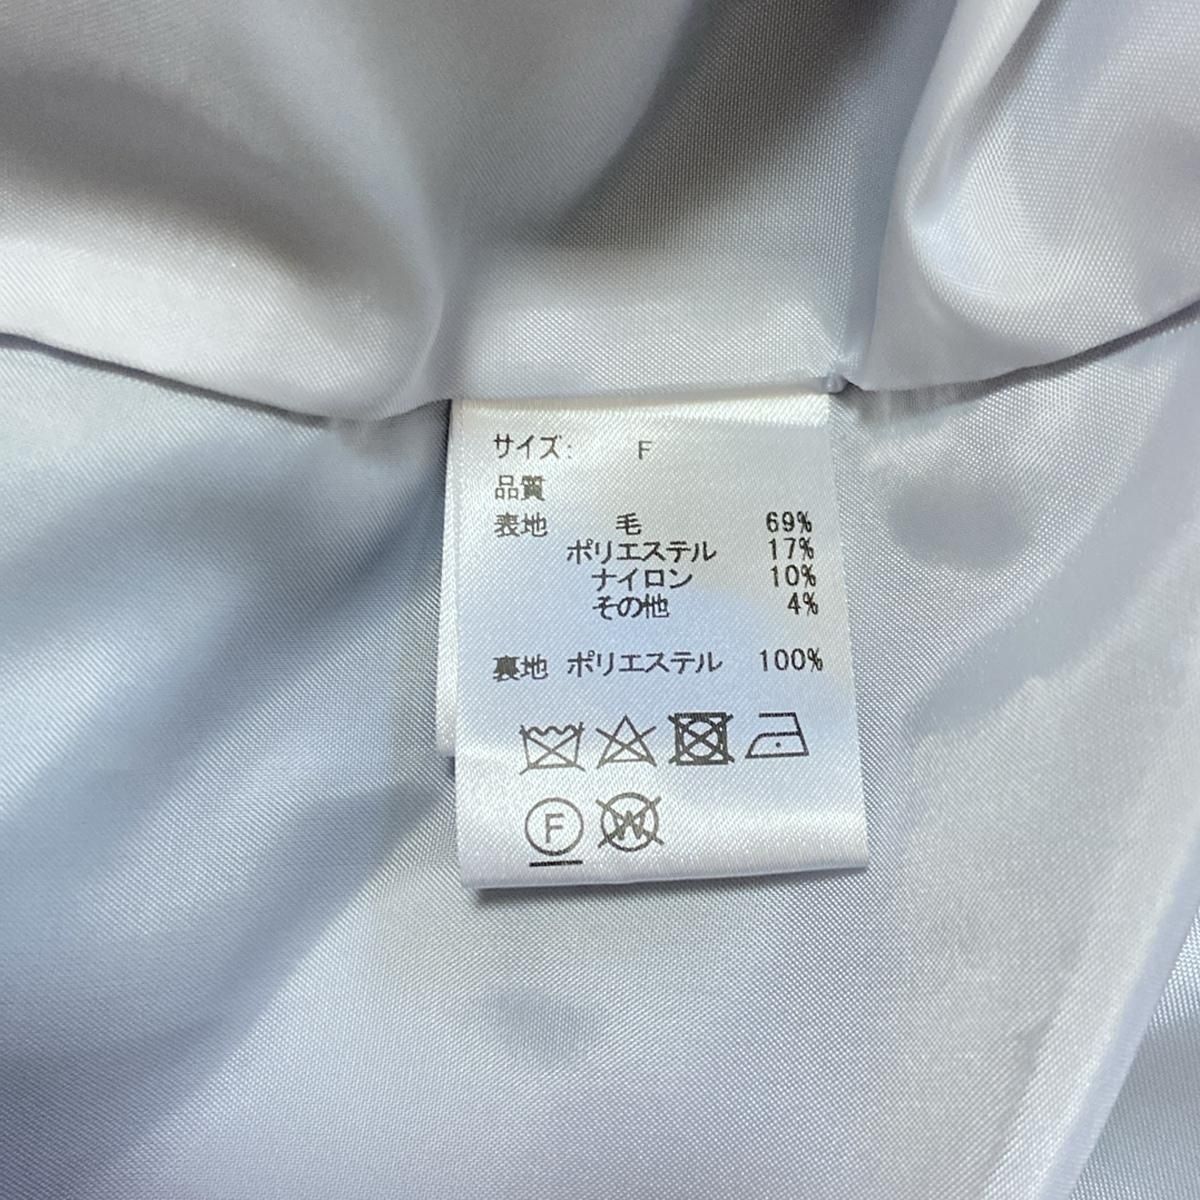 サイズ: F
品質
表地 毛 69%
ポリエステル 17%
ナイロン 10%
その他 4%
裏地 ポリエステル 100%
F W